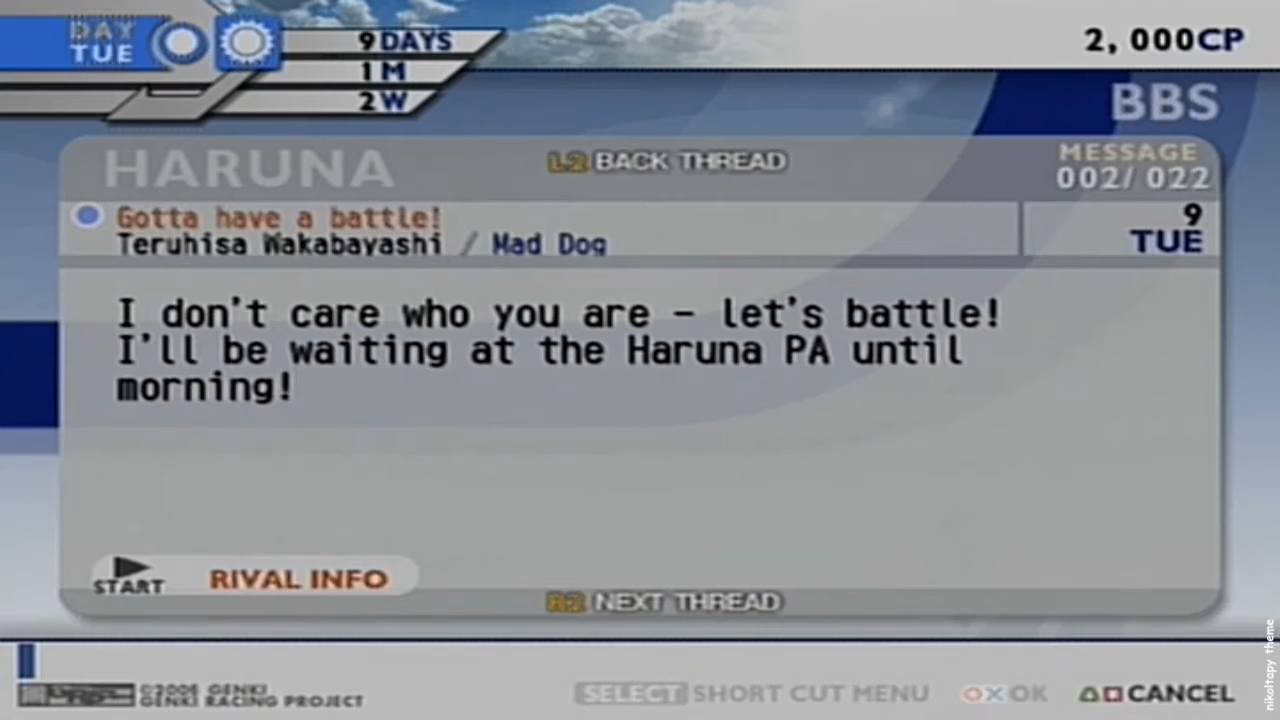 DAY
TUE
9 DAYS
1 M
2 W
2,000CP
BBS
HARUNA
L2 BACK THREAD
MESSAGE
002/022
Gotta have a battle!
Teruhisa Wakabayashi / Mad Dog
9
TUE
I don't care who you are - let's battle!
I'll be waiting at the Haruna PA until
morning!
START
RIVAL INFO
R2 NEXT THREAD
GENKI
GENKI RACING PROJECT
SELECT SHORT CUT MENU
OK
CANCEL
nikoltapy theme